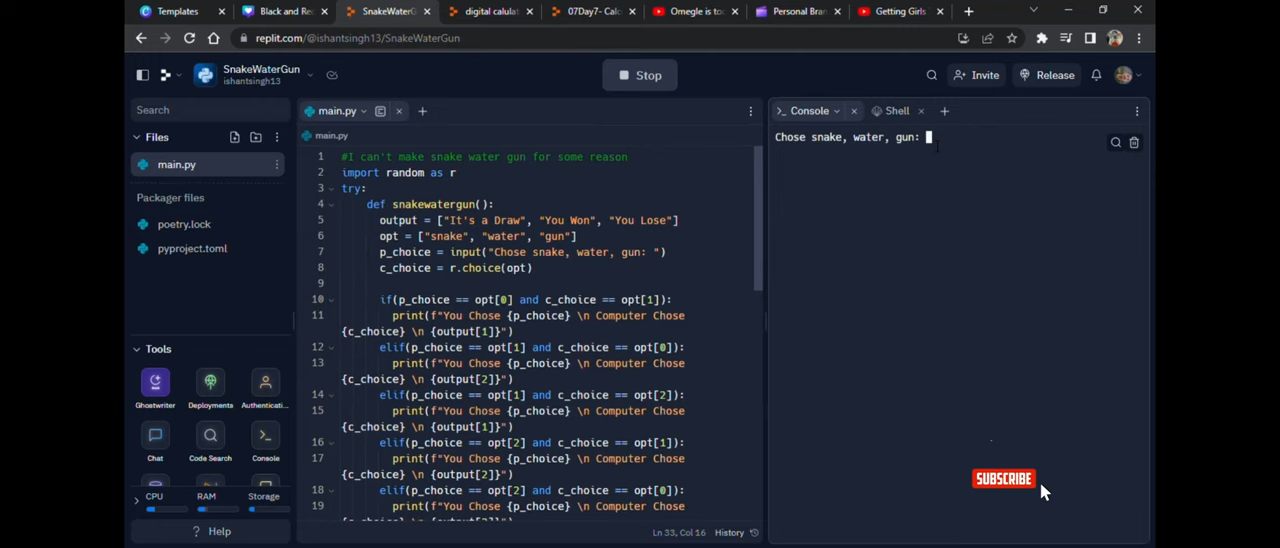 Templates
Black and Re
SnakeWaterG
digital calulat
07Day7- Calc
Omegle is to
Personal Bran
Getting Girls
replit.com/@ishantsingh13/SnakeWaterGun
SnakeWaterGun
ishantsingh13
Stop
Invite
Release
Search
Files
main.py
Packager files
poetry.lock
pyproject.toml
Tools
Ghostwriter
Deployments
Authenticati...
Chat
Code Search
Console
CPU
RAM
Storage
? Help
main.py
main.py
1 #I can't make snake water gun for some reason
2 import random as r
3 try:
4 def snakewatergun():
5 output = ["It's a Draw", "You Won", "You Lose"]
6 opt = ["snake", "water", "gun"]
7 p_choice = input("Chose snake, water, gun: ")
8 c_choice = r.choice(opt)
9
10 if(p_choice == opt[0] and c_choice == opt[1]):
11 print(f"You Chose {p_choice} \n Computer Chose
{c_choice} \n {output[1]}")
12 elif(p_choice == opt[1] and c_choice == opt[0]):
13 print(f"You Chose {p_choice} \n Computer Chose
{c_choice} \n {output[2]}")
14 elif(p_choice == opt[1] and c_choice == opt[2]):
15 print(f"You Chose {p_choice} \n Computer Chose
{c_choice} \n {output[1]}")
16 elif(p_choice == opt[2] and c_choice == opt[1]):
17 print(f"You Chose {p_choice} \n Computer Chose
{c_choice} \n {output[2]}")
18 elif(p_choice == opt[2] and c_choice == opt[0]):
19 print(f"You Chose {p_choice} \n Computer Chose
Ln 33, Col 16 History
Console
Shell
Chose snake, water, gun:
SUBSCRIBE